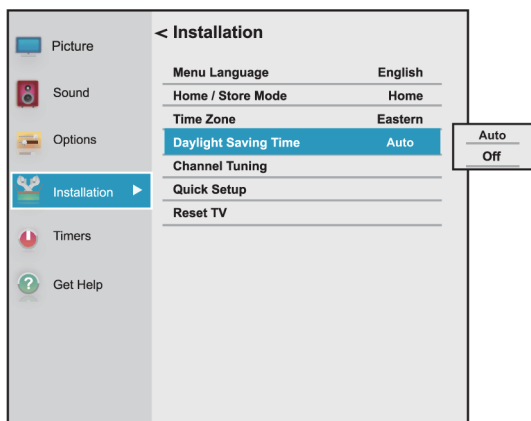 Picture
Sound
Options
Installation
Timers
Get Help
< Installation
Menu Language English
Home / Store Mode Home
Time Zone Eastern
Daylight Saving Time Auto
Channel Tuning
Quick Setup
Reset TV
Auto
Off